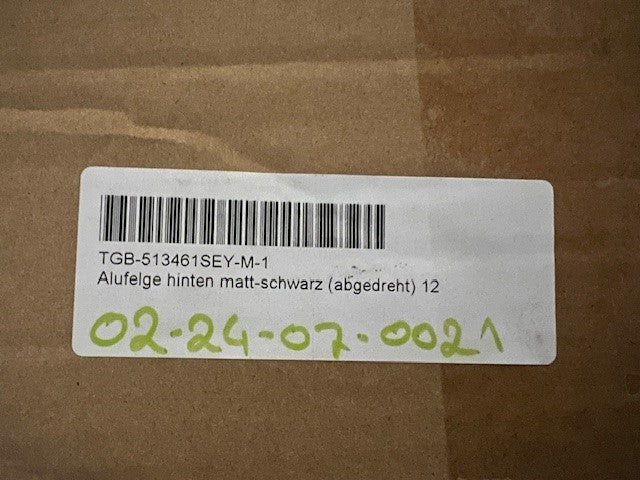 TGB-513461SEY-M-1
Alufelge hinten matt-schwarz (abgedreht) 12
02-24-07-0021